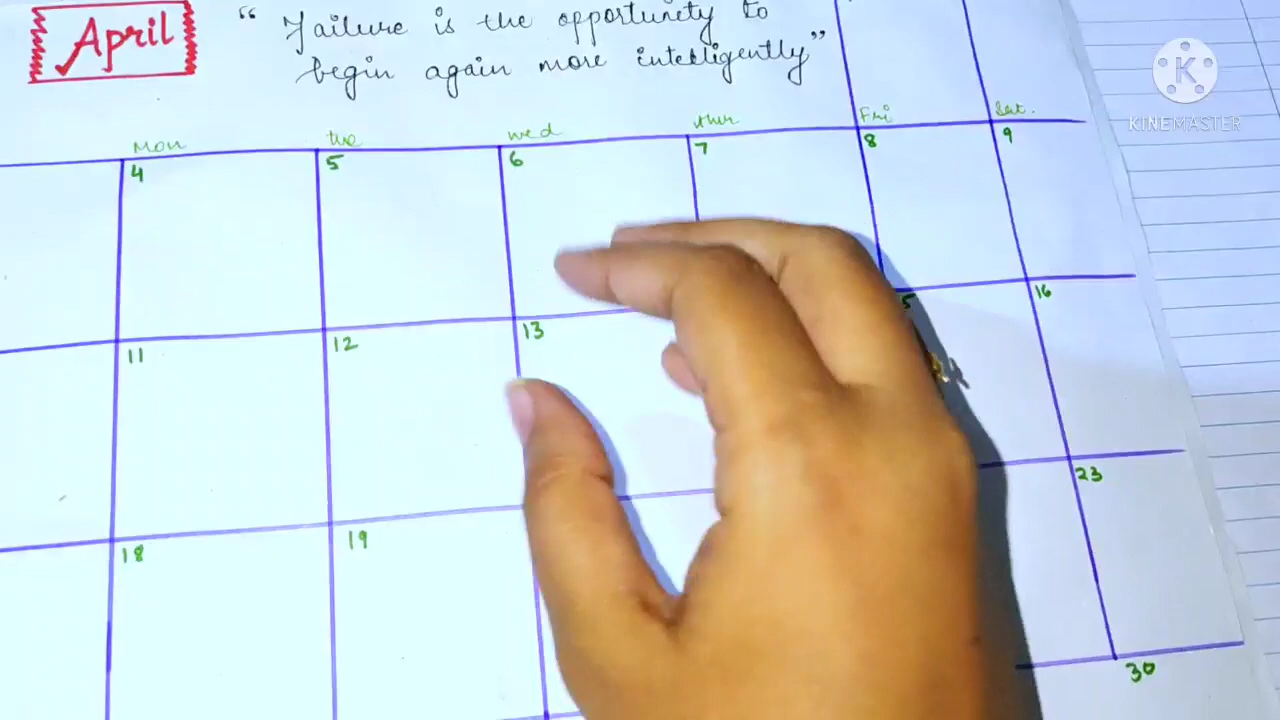 April
“ Failure is the opportunity to
begin again more intelligently”
Mon tue wed thur Fri Sat.
4 5 6 7 8 9
11 12 13 5 16
18 19 23
30
K
KINEMASTER